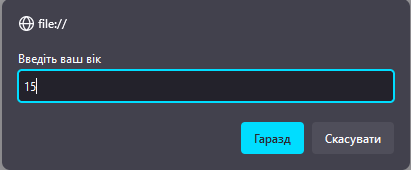 file://
Введіть ваш вік
15
Гаразд
Скасувати